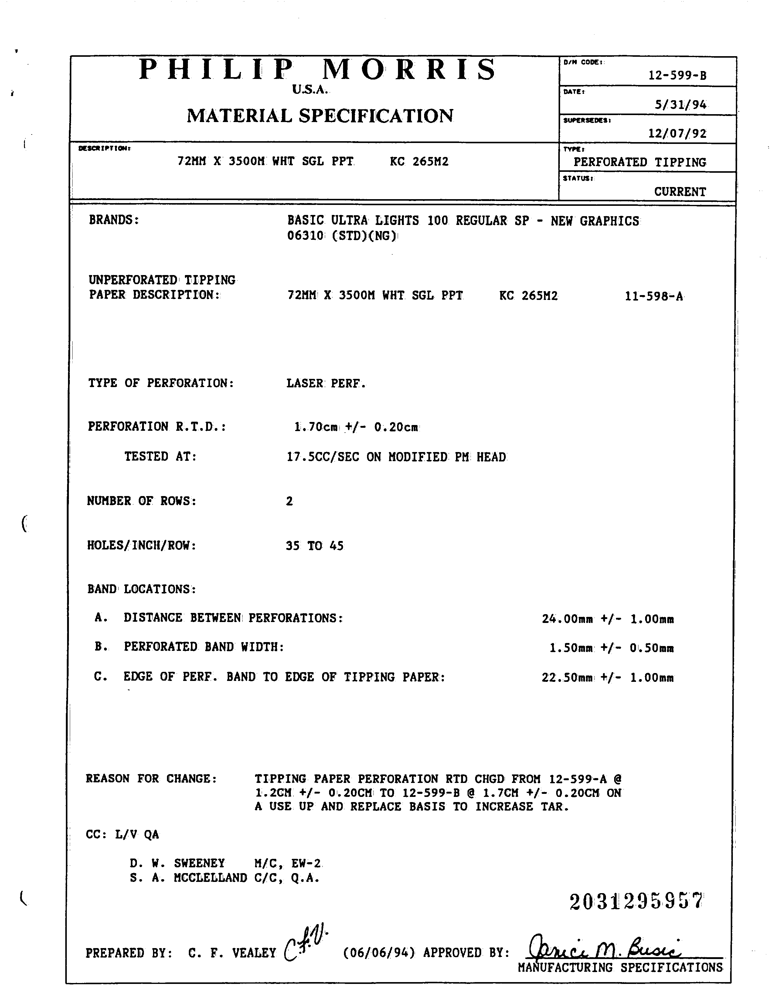 PHILIP MORRIS
U.S.A.
MATERIAL SPECIFICATION
D/M CODE:
12-599-B
DATE:
5/31/94
SUPERSEDES:
12/07/92
DESCRIPTION:
72MM X 3500M WHT SGL PPT KC 265M2
TYPE:
PERFORATED TIPPING
STATUS:
CURRENT
BRANDS: BASIC ULTRA LIGHTS 100 REGULAR SP - NEW GRAPHICS
06310 (STD)(NG)
UNPERFORATED TIPPING
PAPER DESCRIPTION: 72MM X 3500M WHT SGL PPT KC 265M2 11-598-A
TYPE OF PERFORATION: LASER PERF.
PERFORATION R.T.D.: 1.70cm +/- 0.20cm
TESTED AT: 17.5CC/SEC ON MODIFIED PM HEAD
NUMBER OF ROWS: 2
HOLES/INCH/ROW: 35 TO 45
BAND LOCATIONS:
A. DISTANCE BETWEEN PERFORATIONS: 24.00mm +/- 1.00mm
B. PERFORATED BAND WIDTH: 1.50mm +/- 0.50mm
C. EDGE OF PERF. BAND TO EDGE OF TIPPING PAPER: 22.50mm +/- 1.00mm
REASON FOR CHANGE: TIPPING PAPER PERFORATION RTD CHGD FROM 12-599-A @
1.2CM +/- 0.20CM TO 12-599-B @ 1.7CM +/- 0.20CM ON
A USE UP AND REPLACE BASIS TO INCREASE TAR.
CC: L/V QA
D. W. SWEENEY M/C, EW-2
S. A. MCCLELLAND C/C, Q.A.
2031295957
PREPARED BY: C. F. VEALEY C.F.V. (06/06/94) APPROVED BY: Janice M. Busic
MANUFACTURING SPECIFICATIONS